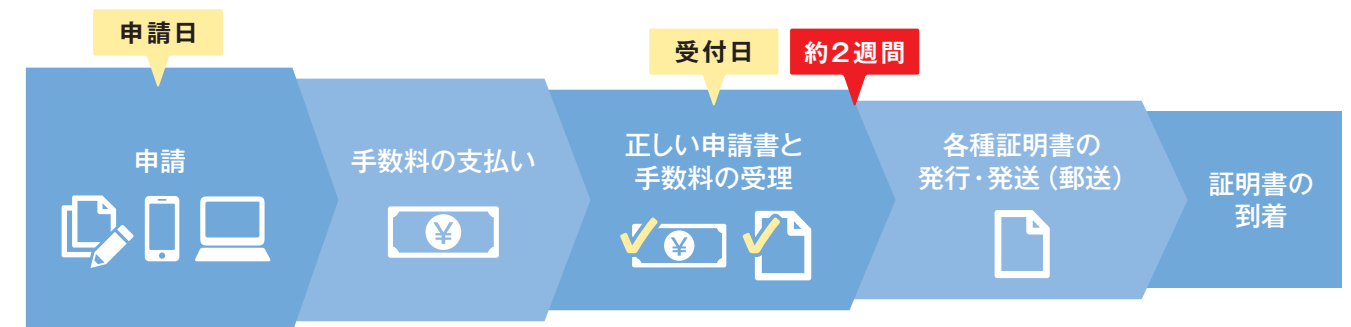 申請日
受付日
約2週間
申請
手数料の支払い
正しい申請書と
手数料の受理
各種証明書の
発行・発送（郵送）
証明書の
到着
¥
¥